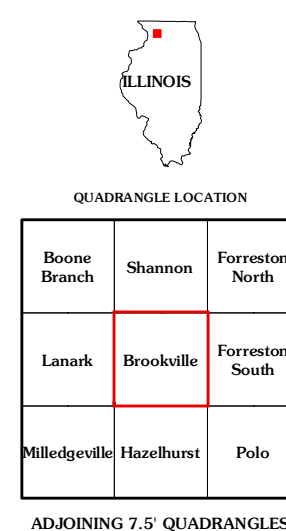 ILLINOIS
QUADRANGLE LOCATION
Boone
Branch
Shannon
Forreston
North
Lanark
Brookville
Forreston
South
Milledgeville
Hazelhurst
Polo
ADJOINING 7.5' QUADRANGLES